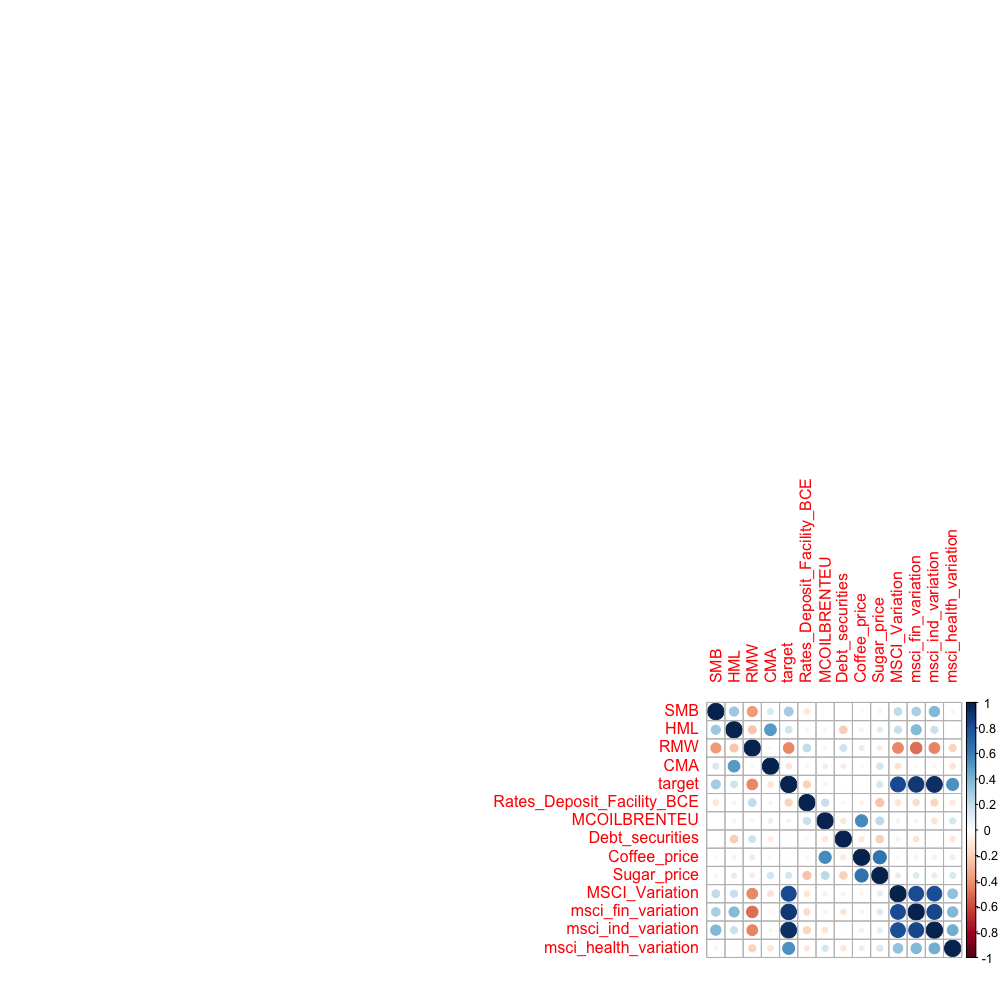 SMB
HML
RMW
CMA
target
Rates_Deposit_Facility_BCE
MCOILBRENTEU
Debt_securities
Coffee_price
Sugar_price
MSCI_Variation
msci_fin_variation
msci_ind_variation
msci_health_variation
SMB
HML
RMW
CMA
target
Rates_Deposit_Facility_BCE
MCOILBRENTEU
Debt_securities
Coffee_price
Sugar_price
MSCI_Variation
msci_fin_variation
msci_ind_variation
msci_health_variation
1
0.8
0.6
0.4
0.2
0
-0.2
-0.4
-0.6
-0.8
-1